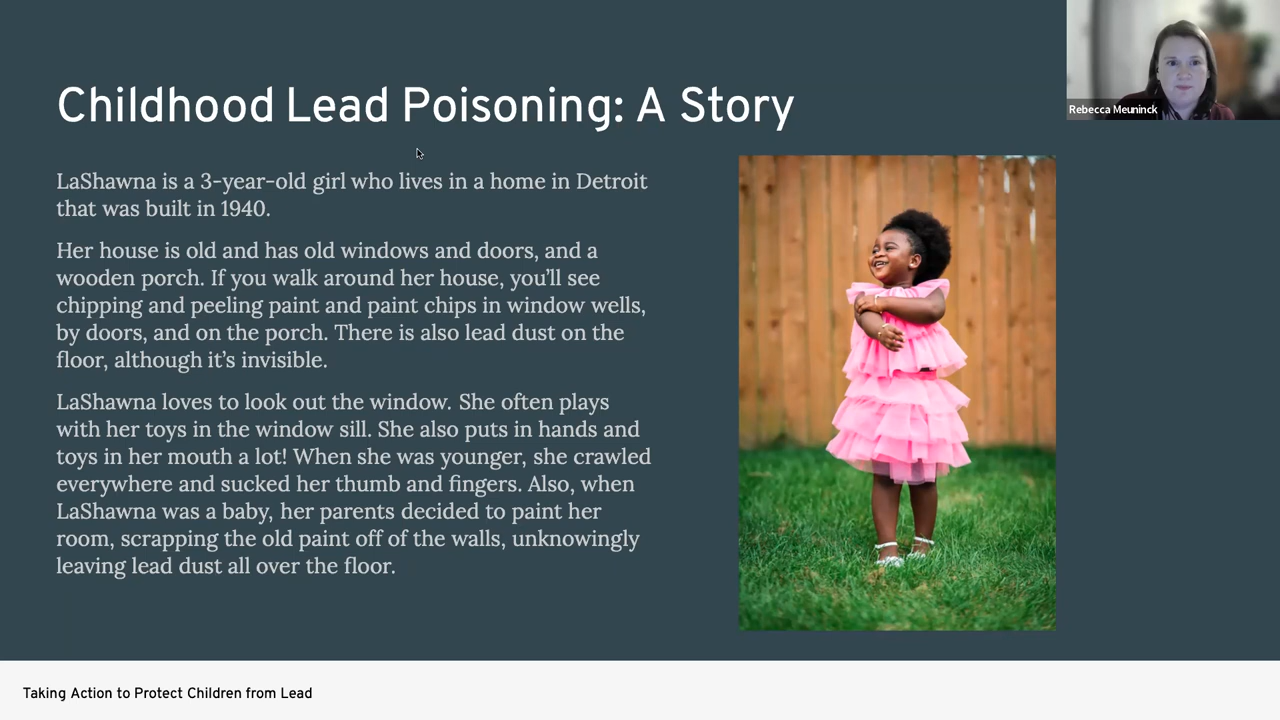 Childhood Lead Poisoning: A Story
Rebecca Meuninck
LaShawna is a 3-year-old girl who lives in a home in Detroit
that was built in 1940.
Her house is old and has old windows and doors, and a
wooden porch. If you walk around her house, you’ll see
chipping and peeling paint and paint chips in window wells,
by doors, and on the porch. There is also lead dust on the
floor, although it’s invisible.
LaShawna loves to look out the window. She often plays
with her toys in the window sill. She also puts in hands and
toys in her mouth a lot! When she was younger, she crawled
everywhere and sucked her thumb and fingers. Also, when
LaShawna was a baby, her parents decided to paint her
room, scrapping the old paint off of the walls, unknowingly
leaving lead dust all over the floor.
Taking Action to Protect Children from Lead